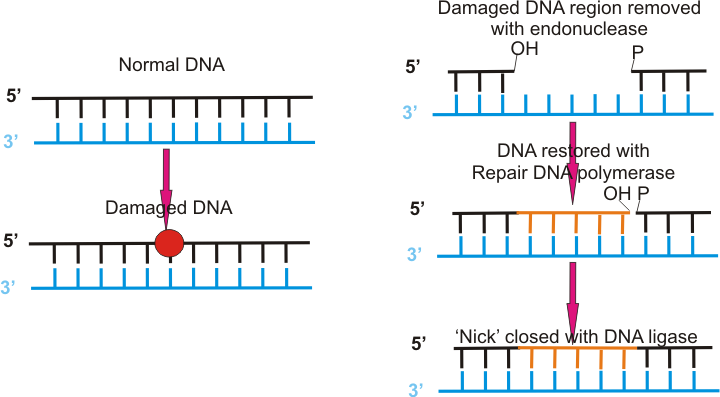 Normal DNA
5’
3’
Damaged DNA
5’
3’
Damaged DNA region removed
with endonuclease
OH
P
5’
3’
DNA restored with
Repair DNA polymerase
OH P
5’
3’
‘Nick’ closed with DNA ligase
5’
3’